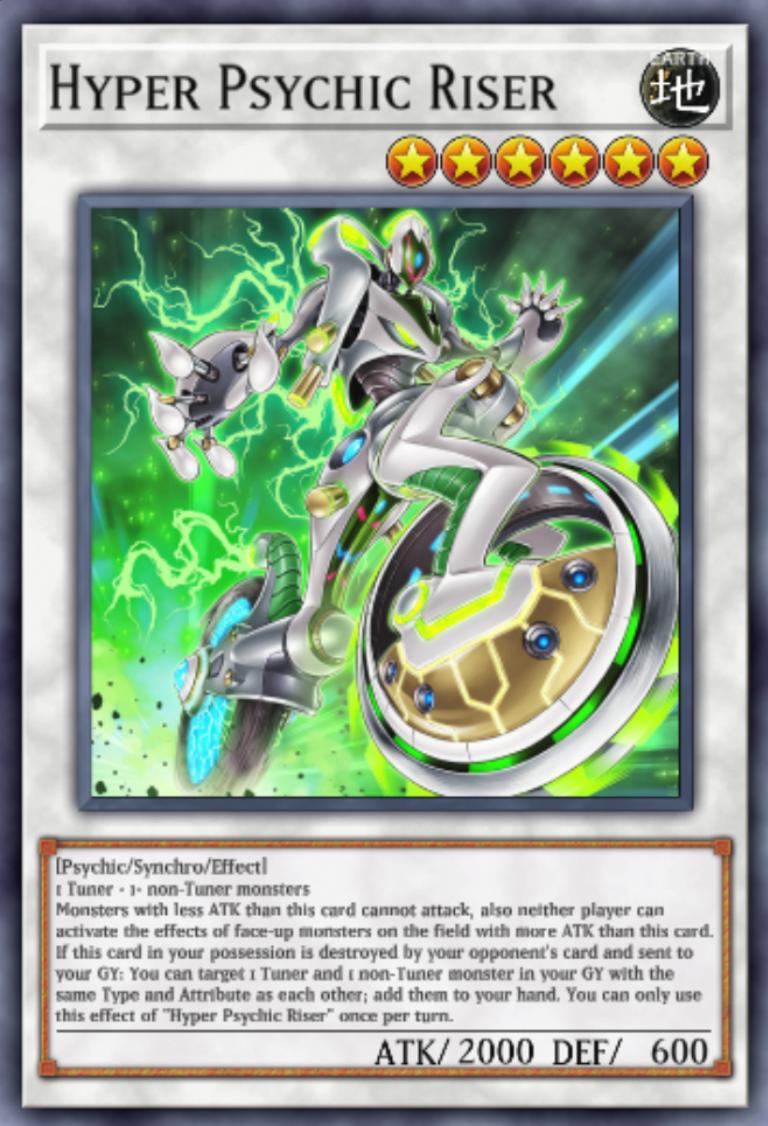 Hyper Psychic Riser
EARTH
地
[Psychic/Synchro/Effect]
1 Tuner + 1+ non-Tuner monsters
Monsters with less ATK than this card cannot attack, also neither player can
activate the effects of face-up monsters on the field with more ATK than this card.
If this card in your possession is destroyed by your opponent's card and sent to
your GY: You can target 1 Tuner and 1 non-Tuner monster in your GY with the
same Type and Attribute as each other; add them to your hand. You can only use
this effect of "Hyper Psychic Riser" once per turn.
ATK/ 2000 DEF/ 600